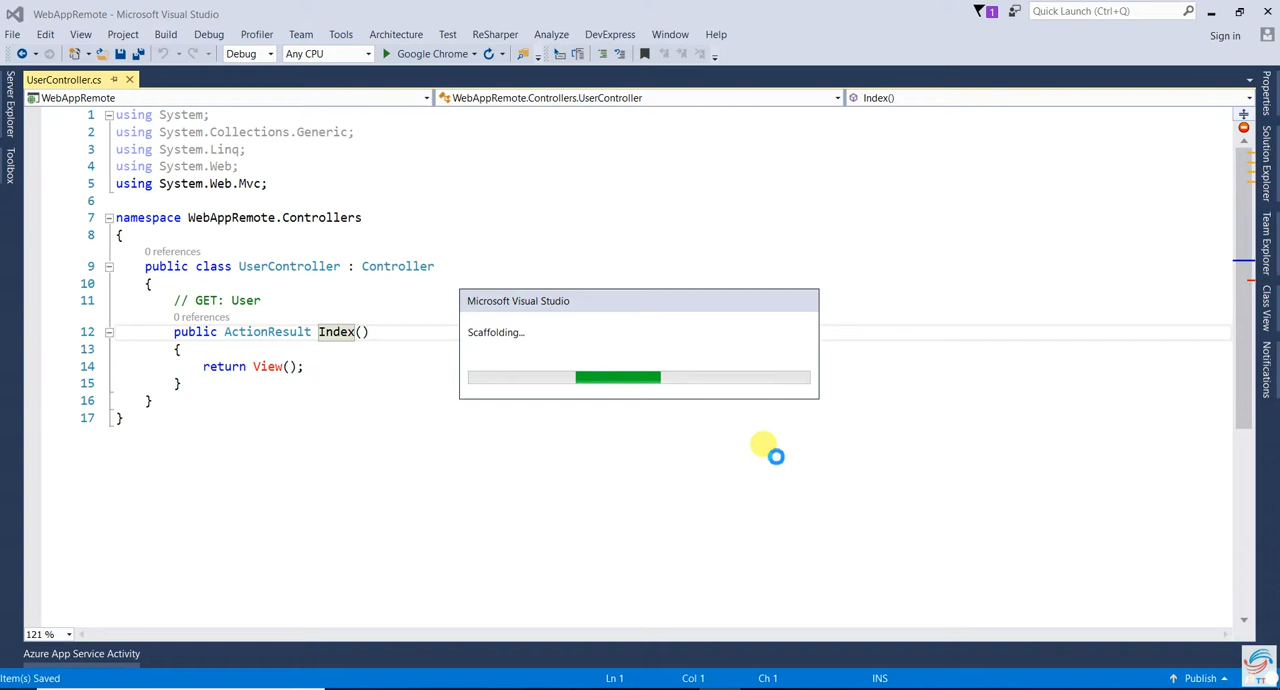 WebAppRemote - Microsoft Visual Studio
1
Quick Launch (Ctrl+Q)
File Edit View Project Build Debug Profiler Team Tools Architecture Test ReSharper Analyze DevExpress Window Help
Sign in
Debug
Any CPU
Google Chrome
UserController.cs
WebAppRemote
WebAppRemote.Controllers.UserController
Index()
Server Explorer
Toolbox
Properties
Solution Explorer
Team Explorer
Class View
Notifications
1 using System;
2 using System.Collections.Generic;
3 using System.Linq;
4 using System.Web;
5 using System.Web.Mvc;
6
7 namespace WebAppRemote.Controllers
8 {
0 references
9 public class UserController : Controller
10 {
11 // GET: User
0 references
12 public ActionResult Index()
13 {
14 return View();
15 }
16 }
17 }
Microsoft Visual Studio
Scaffolding...
121 %
Azure App Service Activity
Item(s) Saved
Ln 1
Col 1
Ch 1
INS
Publish
TT